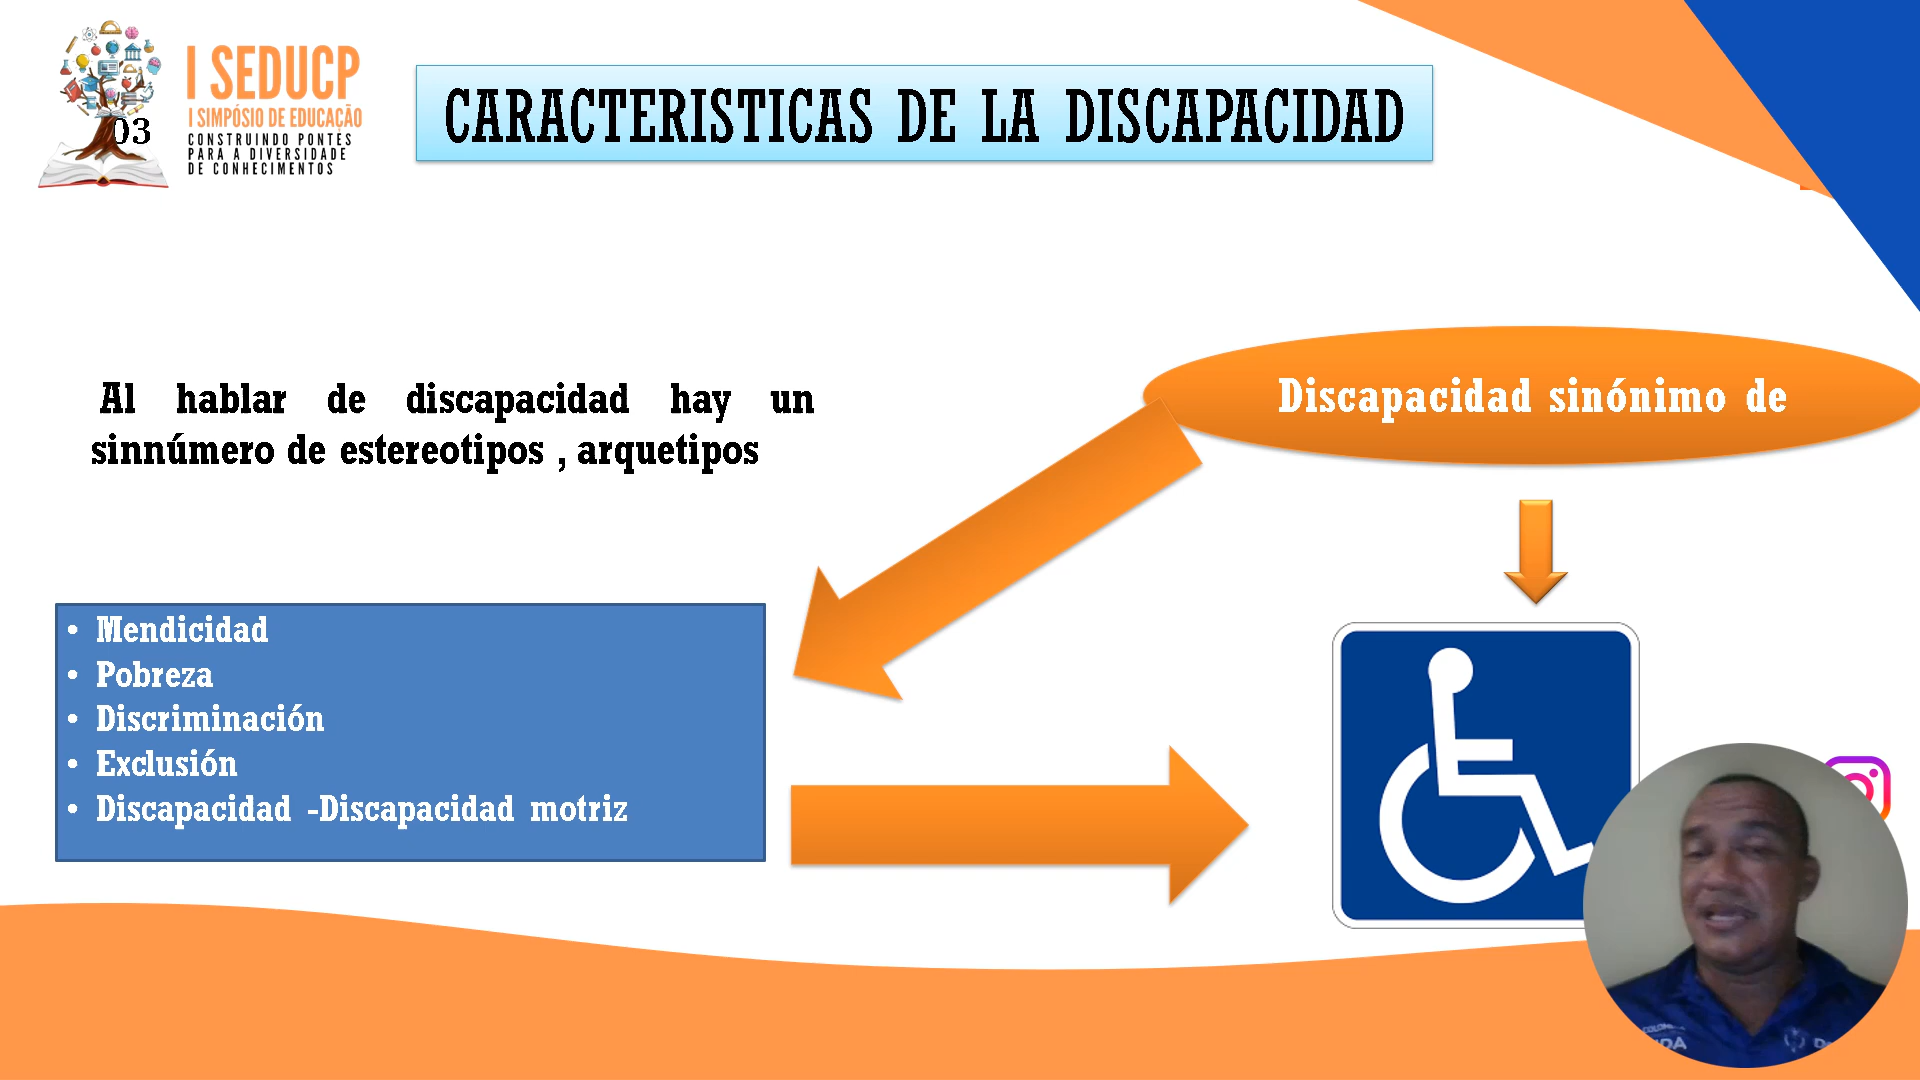 I SEDUCP
I SIMPÓSIO DE EDUCAÇÃO
CONSTRUINDO PONTES
PARA A DIVERSIDADE
DE CONHECIMENTOS
03
CARACTERISTICAS DE LA DISCAPACIDAD
Al hablar de discapacidad hay un
sinnúmero de estereotipos , arquetipos
Discapacidad sinónimo de
• Mendicidad
• Pobreza
• Discriminación
• Exclusión
• Discapacidad -Discapacidad motriz